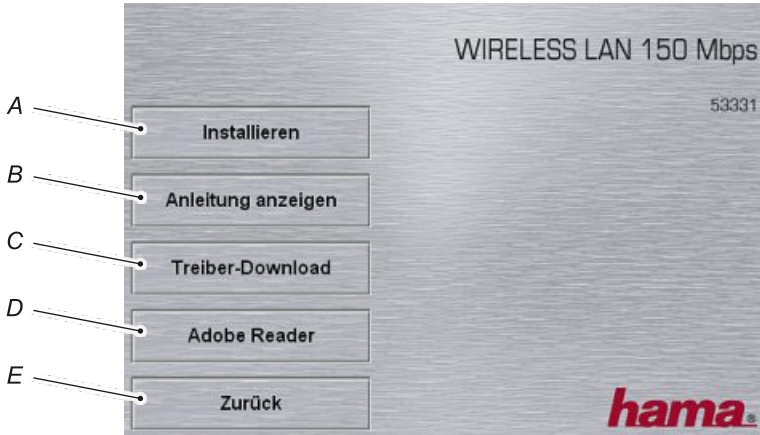 WIRELESS LAN 150 Mbps
53331
A
Installieren
B
Anleitung anzeigen
C
Treiber-Download
D
Adobe Reader
E
Zurück
hama®